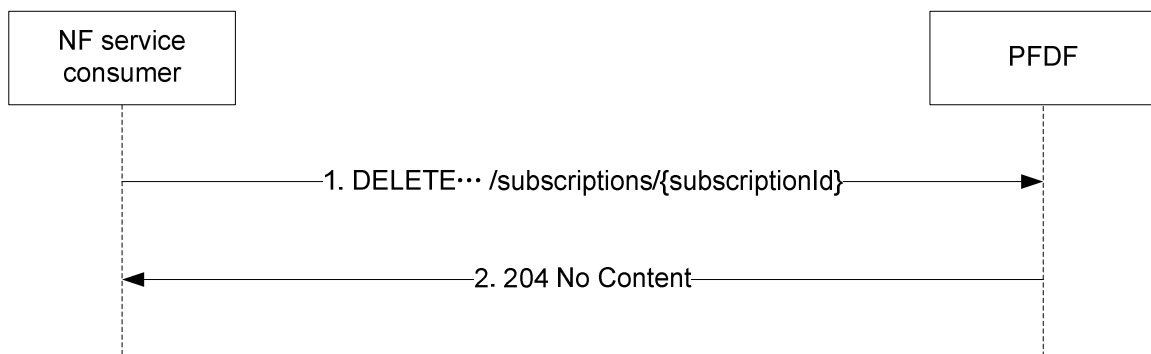 NF service
consumer
PFDF
1. DELETE⋯ /subscriptions/{subscriptionId}
2. 204 No Content